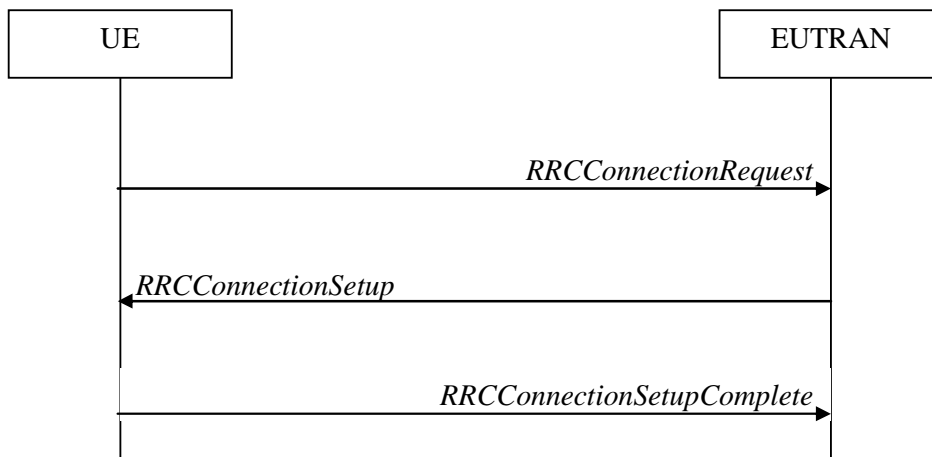 UE
EUTRAN
RRCConnectionRequest
RRCConnectionSetup
RRCConnectionSetupComplete